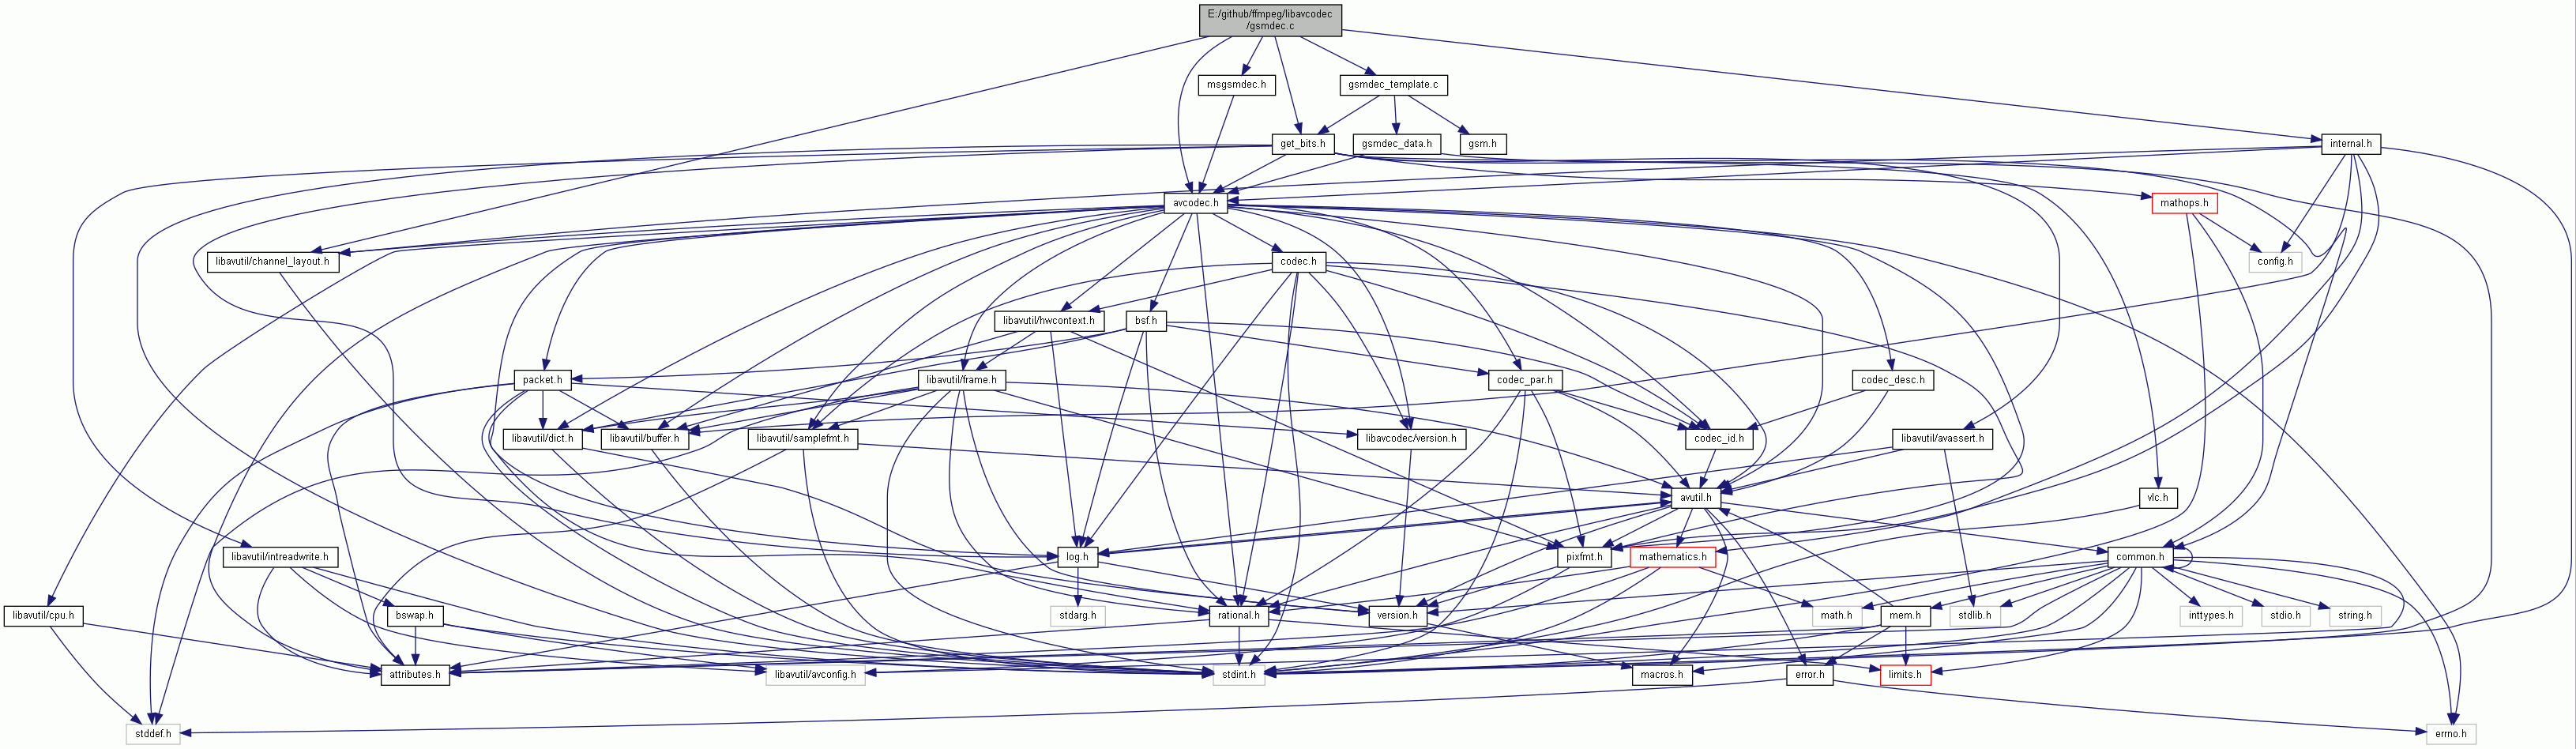 E:/github/ffmpeg/libavcodec
/gsmdec.c
msgsmdec.h
gsmdec_template.c
get_bits.h
gsmdec_data.h
gsm.h
internal.h
avcodec.h
mathops.h
libavutil/channel_layout.h
codec.h
config.h
libavutil/hwcontext.h
bsf.h
packet.h
libavutil/frame.h
codec_par.h
codec_desc.h
libavutil/dict.h
libavutil/buffer.h
libavutil/samplefmt.h
libavcodec/version.h
codec_id.h
libavutil/avassert.h
avutil.h
vlc.h
libavutil/intreadwrite.h
log.h
pixfmt.h
mathematics.h
common.h
libavutil/cpu.h
bswap.h
stdarg.h
rational.h
version.h
math.h
mem.h
stdlib.h
inttypes.h
stdio.h
string.h
attributes.h
libavutil/avconfig.h
stdint.h
macros.h
error.h
limits.h
stddef.h
errno.h